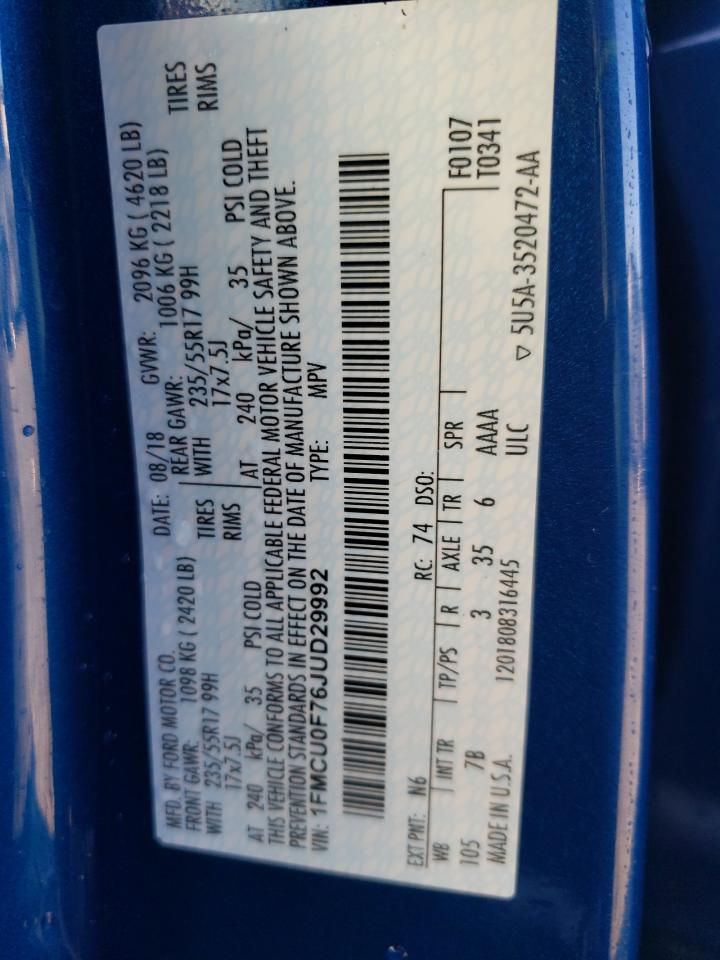 MFD. BY FORD MOTOR CO. DATE: 08/18 GVWR: 2096 KG ( 4620 LB)
FRONT GAWR: 1098 KG ( 2420 LB) REAR GAWR: 1006 KG ( 2218 LB)
WITH 235/55R17 99H TIRES WITH 235/55R17 99H TIRES
17x7.5J RIMS 17x7.5J RIMS
AT 240 kPa/ 35 PSI COLD AT 240 kPa/ 35 PSI COLD
THIS VEHICLE CONFORMS TO ALL APPLICABLE FEDERAL MOTOR VEHICLE SAFETY AND THEFT
PREVENTION STANDARDS IN EFFECT ON THE DATE OF MANUFACTURE SHOWN ABOVE.
VIN: 1FMCU0F76JUD29992 TYPE: MPV
EXT PNT: N6 RC: 74 DSO:
WB INT TR TP/PS R AXLE TR SPR F0107
105 7B 3 35 6 AAAA T0341
MADE IN U.S.A. 1201808316445 ULC
▽ 5U5A-3520472-AA